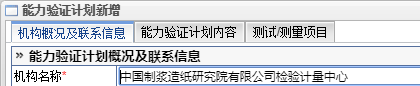 能力验证计划新增
机构概况及联系信息 能力验证计划内容 测试/测量项目
» 能力验证计划概况及联系信息
机构名称* 中国制浆造纸研究院有限公司检验计量中心